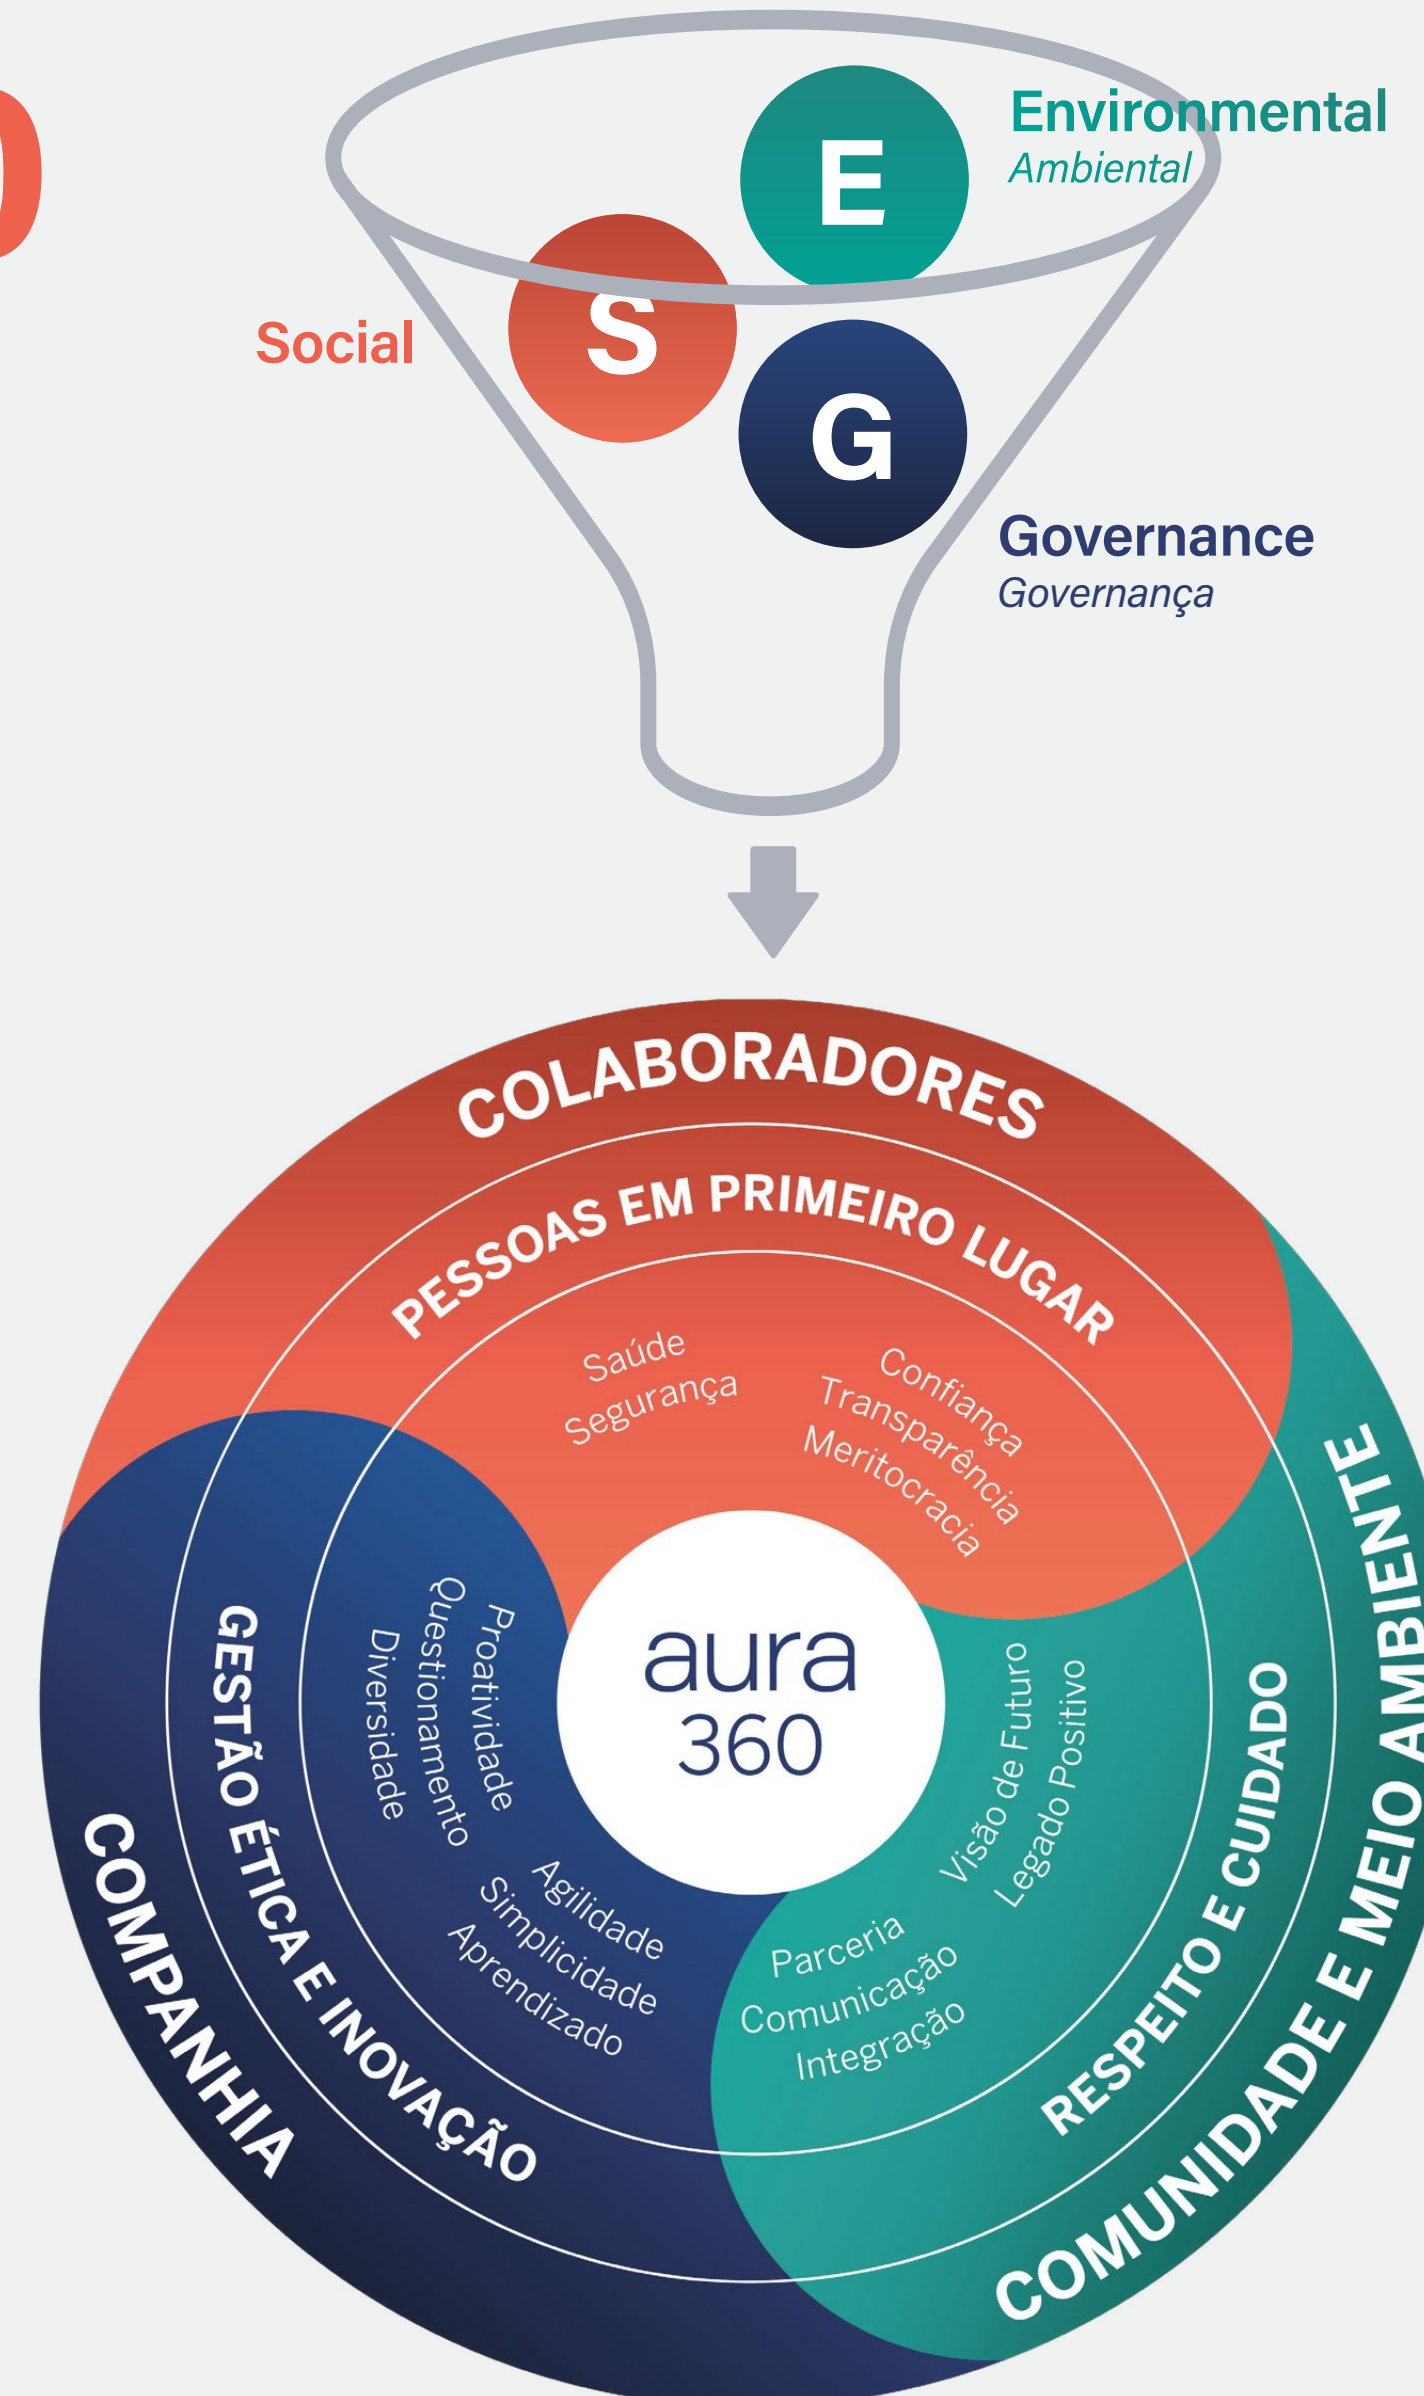 E
Environmental
Ambiental
S
Social
G
Governance
Governança
COLABORADORES
PESSOAS EM PRIMEIRO LUGAR
Saúde
Segurança
Confiança
Transparência
Meritocracia
COMUNIDADE E MEIO AMBIENTE
RESPEITO E CUIDADO
Visão de Futuro
Legado Positivo
Parceria
Comunicação
Integração
COMPANHIA
GESTÃO ÉTICA E INOVAÇÃO
Proatividade
Questionamento
Diversidade
Agilidade
Simplicidade
Aprendizado
aura
360